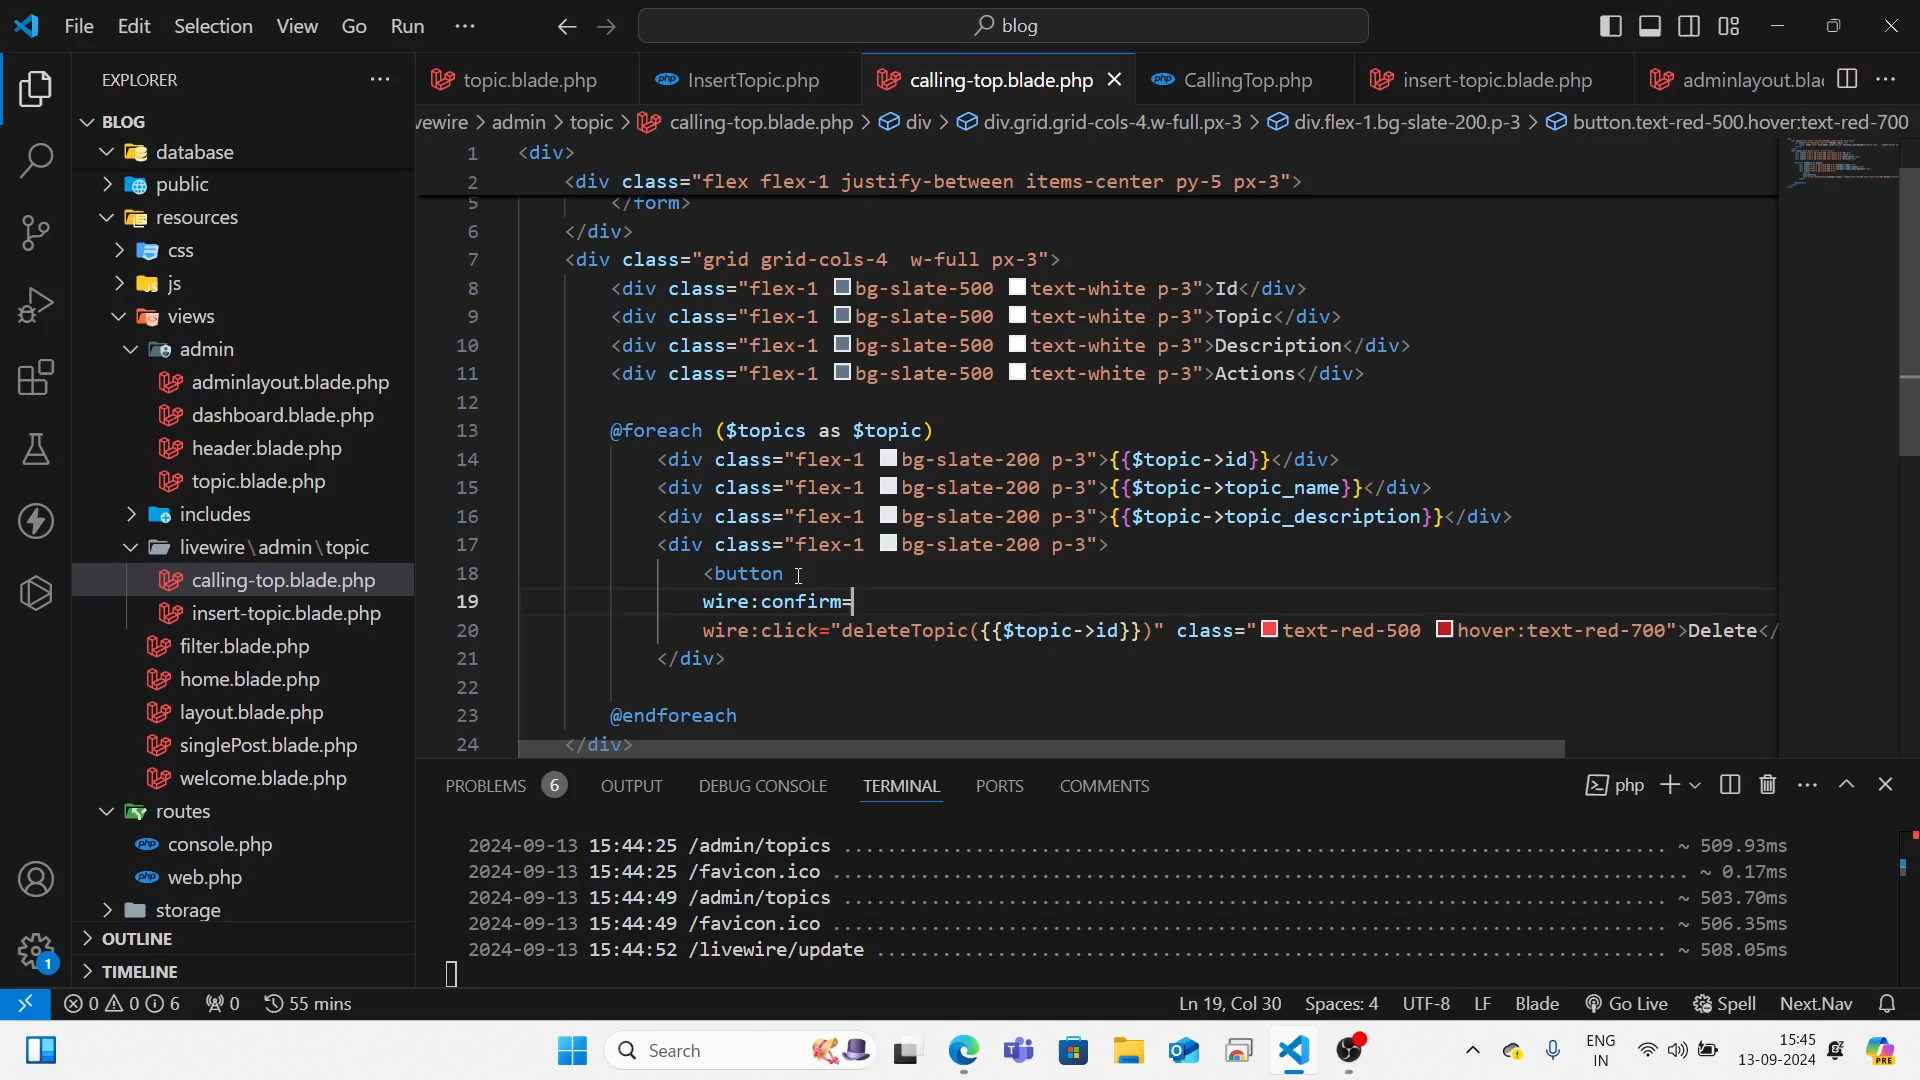 File Edit Selection View Go Run ··· blog
EXPLORER ···
BLOG
database
public
resources
css
js
views
admin
adminlayout.blade.php
dashboard.blade.php
header.blade.php
topic.blade.php
includes
livewire\admin\topic
calling-top.blade.php
insert-topic.blade.php
filter.blade.php
home.blade.php
layout.blade.php
singlePost.blade.php
welcome.blade.php
routes
console.php
web.php
storage
OUTLINE
TIMELINE
topic.blade.php InsertTopic.php calling-top.blade.php CallingTop.php insert-topic.blade.php adminlayout.bla
vewire > admin > topic > calling-top.blade.php > div > div.grid.grid-cols-4.w-full.px-3 > div.flex-1.bg-slate-200.p-3 > button.text-red-500.hover:text-red-700
1 <div>
2 <div class="flex flex-1 justify-between items-center py-5 px-3">
5 </form>
6 </div>
7 <div class="grid grid-cols-4  w-full px-3">
8 <div class="flex-1 bg-slate-500 text-white p-3">Id</div>
9 <div class="flex-1 bg-slate-500 text-white p-3">Topic</div>
10 <div class="flex-1 bg-slate-500 text-white p-3">Description</div>
11 <div class="flex-1 bg-slate-500 text-white p-3">Actions</div>
12
13 @foreach ($topics as $topic)
14 <div class="flex-1 bg-slate-200 p-3">{{$topic->id}}</div>
15 <div class="flex-1 bg-slate-200 p-3">{{$topic->topic_name}}</div>
16 <div class="flex-1 bg-slate-200 p-3">{{$topic->topic_description}}</div>
17 <div class="flex-1 bg-slate-200 p-3">
18 <button
19 wire:confirm=
20 wire:click="deleteTopic({{$topic->id}})" class="text-red-500 hover:text-red-700">Delete</
21 </div>
22
23 @endforeach
24 </div>
PROBLEMS 6 OUTPUT DEBUG CONSOLE TERMINAL PORTS COMMENTS php
2024-09-13 15:44:25 /admin/topics ~ 509.93ms
2024-09-13 15:44:25 /favicon.ico ~ 0.17ms
2024-09-13 15:44:49 /admin/topics ~ 503.70ms
2024-09-13 15:44:49 /favicon.ico ~ 506.35ms
2024-09-13 15:44:52 /livewire/update ~ 508.05ms
1
0 0 6 0 55 mins Ln 19, Col 30 Spaces: 4 UTF-8 LF Blade Go Live Spell Next.Nav
Search ENG IN 15:45 13-09-2024 PRE